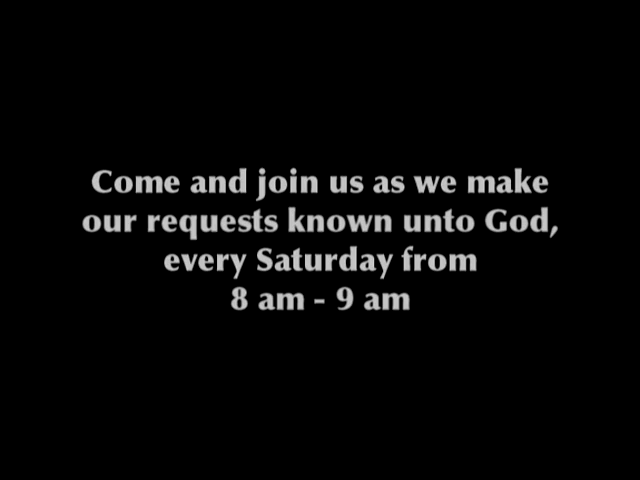 Come and join us as we make
our requests known unto God,
every Saturday from
8 am - 9 am